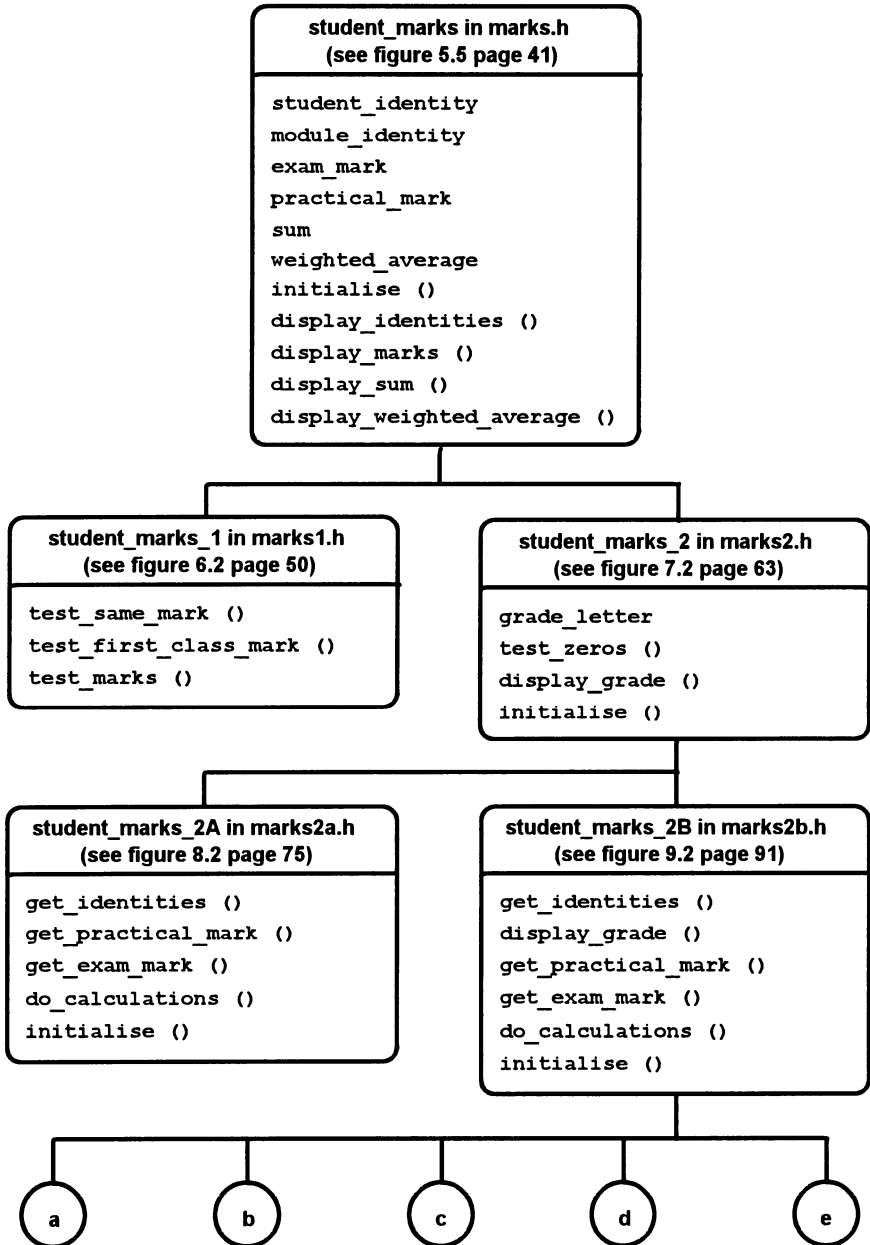 student_marks in marks.h
(see figure 5.5 page 41)
student_identity
module_identity
exam_mark
practical_mark
sum
weighted_average
initialise ()
display_identities ()
display_marks ()
display_sum ()
display_weighted_average ()
student_marks_1 in marks1.h
(see figure 6.2 page 50)
test_same_mark ()
test_first_class_mark ()
test_marks ()
student_marks_2 in marks2.h
(see figure 7.2 page 63)
grade_letter
test_zeros ()
display_grade ()
initialise ()
student_marks_2A in marks2a.h
(see figure 8.2 page 75)
get_identities ()
get_practical_mark ()
get_exam_mark ()
do_calculations ()
initialise ()
student_marks_2B in marks2b.h
(see figure 9.2 page 91)
get_identities ()
display_grade ()
get_practical_mark ()
get_exam_mark ()
do_calculations ()
initialise ()
a
b
c
d
e